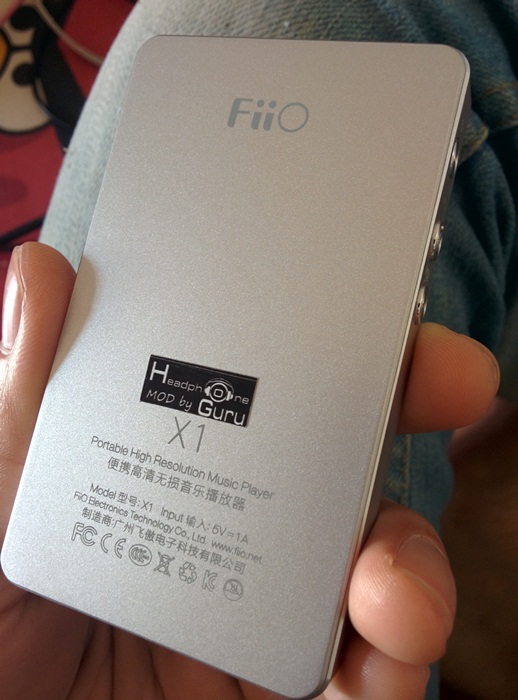 FiiO
Headphone
MOD by Guru
X1
Portable High Resolution Music Player
便携高清无损音乐播放器
Model 型号: X1 Input 输入: 5V⎓1A
FiiO Electronics Technology Co., Ltd. www.fiio.net
制造商:广州飞傲电子科技有限公司
FC CE